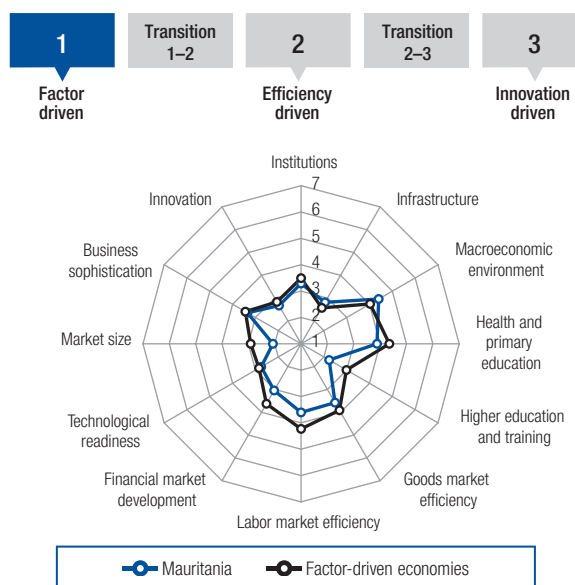 1
Transition
1–2
2
Transition
2–3
3
Factor
driven
Efficiency
driven
Innovation
driven
Institutions
7
6
5
4
3
2
1
Infrastructure
Macroeconomic
environment
Health and
primary
education
Higher education
and training
Goods market
efficiency
Labor market efficiency
Financial market
development
Technological
readiness
Market size
Business
sophistication
Innovation
Mauritania
Factor-driven economies